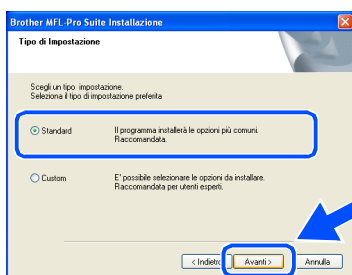 Brother MFL-Pro Suite Installazione
Tipo di Impostazione
Scegli un tipo impostazione.
Seleziona il tipo di impostazione preferita
Standard
Il programma installerà le opzioni più comuni.
Raccomandata.
Custom
E' possibile selezionare le opzioni da installare.
Raccomandata per utenti esperti.
< Indietro Avanti > Annulla